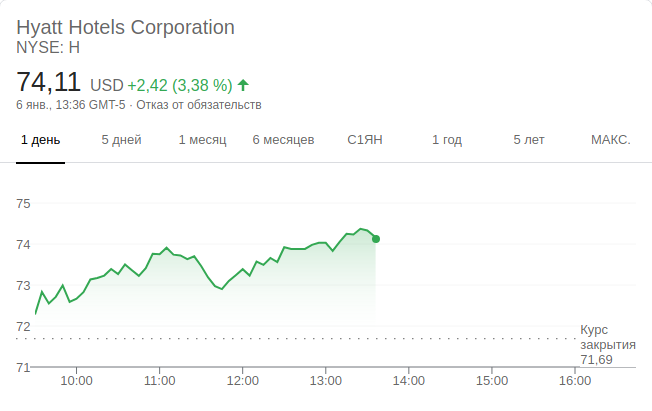 Hyatt Hotels Corporation
NYSE: H
74,11 USD +2,42 (3,38 %)
6 янв., 13:36 GMT-5 · Отказ от обязательств
1 день 5 дней 1 месяц 6 месяцев С1ЯН 1 год 5 лет МАКС.
75
74
73
72
Курс
закрытия
71,69
71
10:00 11:00 12:00 13:00 14:00 15:00 16:00